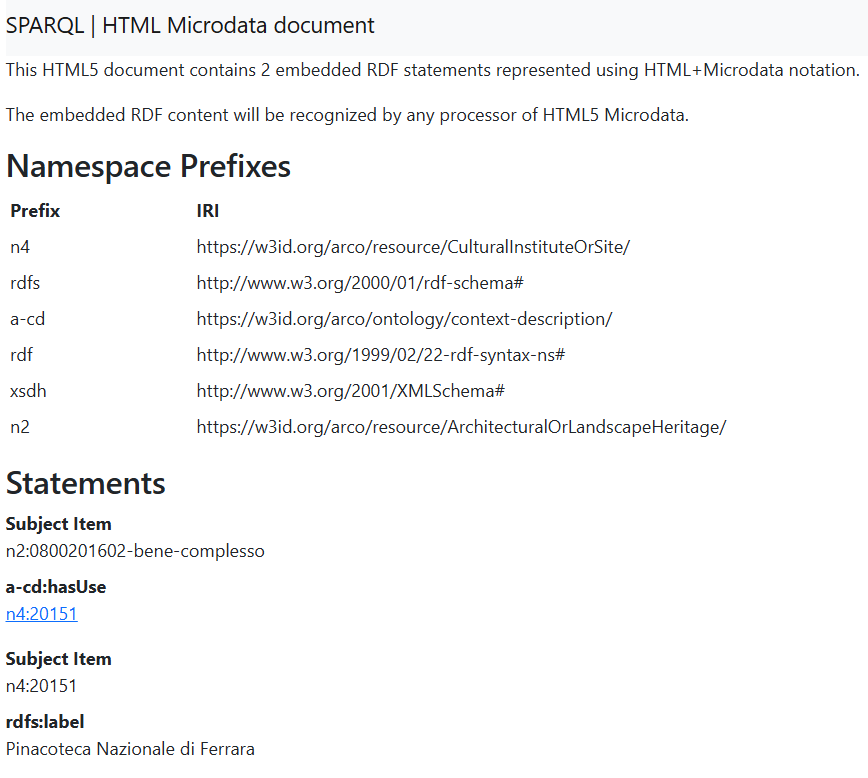 SPARQL | HTML Microdata document
This HTML5 document contains 2 embedded RDF statements represented using HTML+Microdata notation.
The embedded RDF content will be recognized by any processor of HTML5 Microdata.
Namespace Prefixes
Prefix IRI
n4 https://w3id.org/arco/resource/CulturalInstituteOrSite/
rdfs http://www.w3.org/2000/01/rdf-schema#
a-cd https://w3id.org/arco/ontology/context-description/
rdf http://www.w3.org/1999/02/22-rdf-syntax-ns#
xsdh http://www.w3.org/2001/XMLSchema#
n2 https://w3id.org/arco/resource/ArchitecturalOrLandscapeHeritage/
Statements
Subject Item
n2:0800201602-bene-complesso
a-cd:hasUse
n4:20151
Subject Item
n4:20151
rdfs:label
Pinacoteca Nazionale di Ferrara